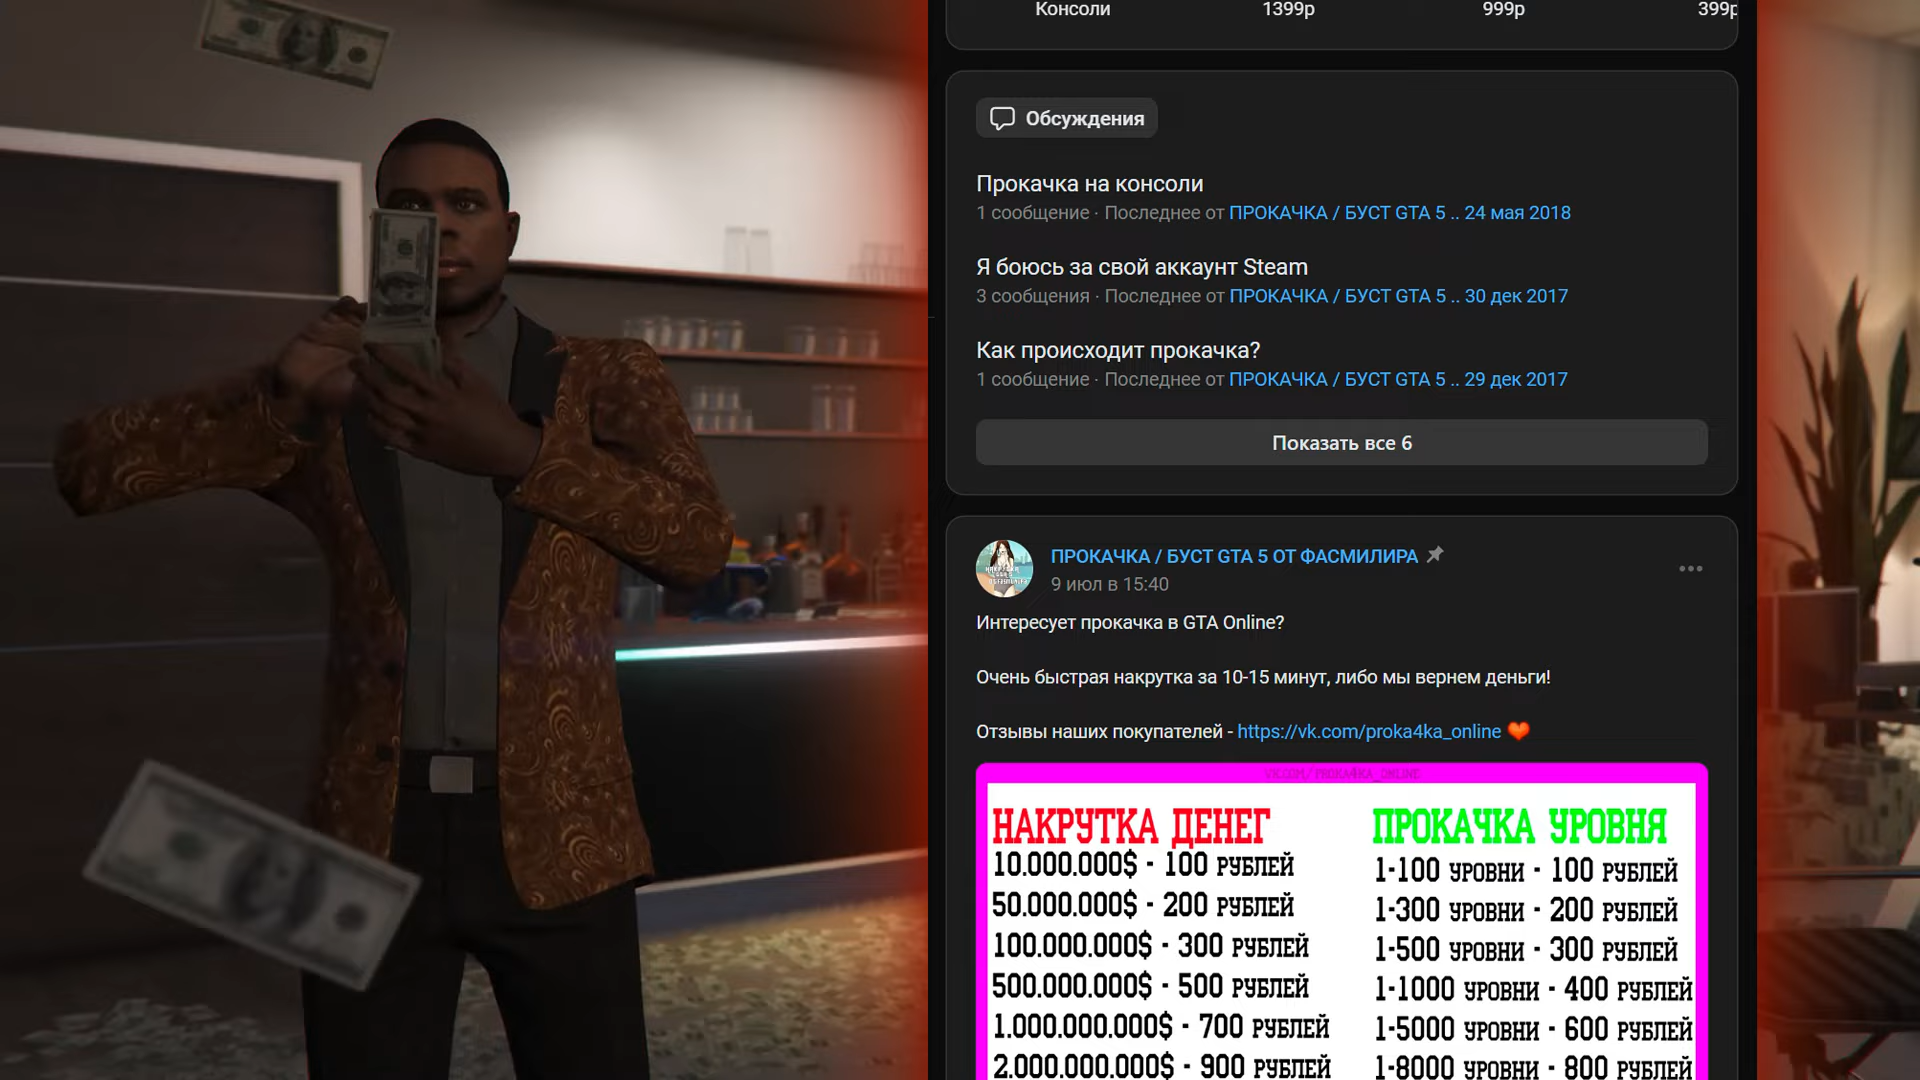 Консоли 1399р 999р 399р
Обсуждения
Прокачка на консоли
1 сообщение · Последнее от ПРОКАЧКА / БУСТ GTA 5 .. 24 мая 2018
Я боюсь за свой аккаунт Steam
3 сообщения · Последнее от ПРОКАЧКА / БУСТ GTA 5 .. 30 дек 2017
Как происходит прокачка?
1 сообщение · Последнее от ПРОКАЧКА / БУСТ GTA 5 .. 29 дек 2017
Показать все 6
ПРОКАЧКА / БУСТ GTA 5 ОТ ФАСМИЛИРА
9 июл в 15:40
Интересует прокачка в GTA Online?
Очень быстрая накрутка за 10-15 минут, либо мы вернем деньги!
Отзывы наших покупателей - https://vk.com/proka4ka_online ❤
VK.COM/PROKA4KA_ONLINE
НАКРУТКА ДЕНЕГ
10.000.000$ - 100 РУБЛЕЙ
50.000.000$ - 200 РУБЛЕЙ
100.000.000$ - 300 РУБЛЕЙ
500.000.000$ - 500 РУБЛЕЙ
1.000.000.000$ - 700 РУБЛЕЙ
2.000.000.000$ - 900 РУБЛЕЙ
ПРОКАЧКА УРОВНЯ
1-100 УРОВНИ - 100 РУБЛЕЙ
1-300 УРОВНИ - 200 РУБЛЕЙ
1-500 УРОВНИ - 300 РУБЛЕЙ
1-1000 УРОВНИ - 400 РУБЛЕЙ
1-5000 УРОВНИ - 600 РУБЛЕЙ
1-8000 УРОВНИ - 800 РУБЛЕЙ